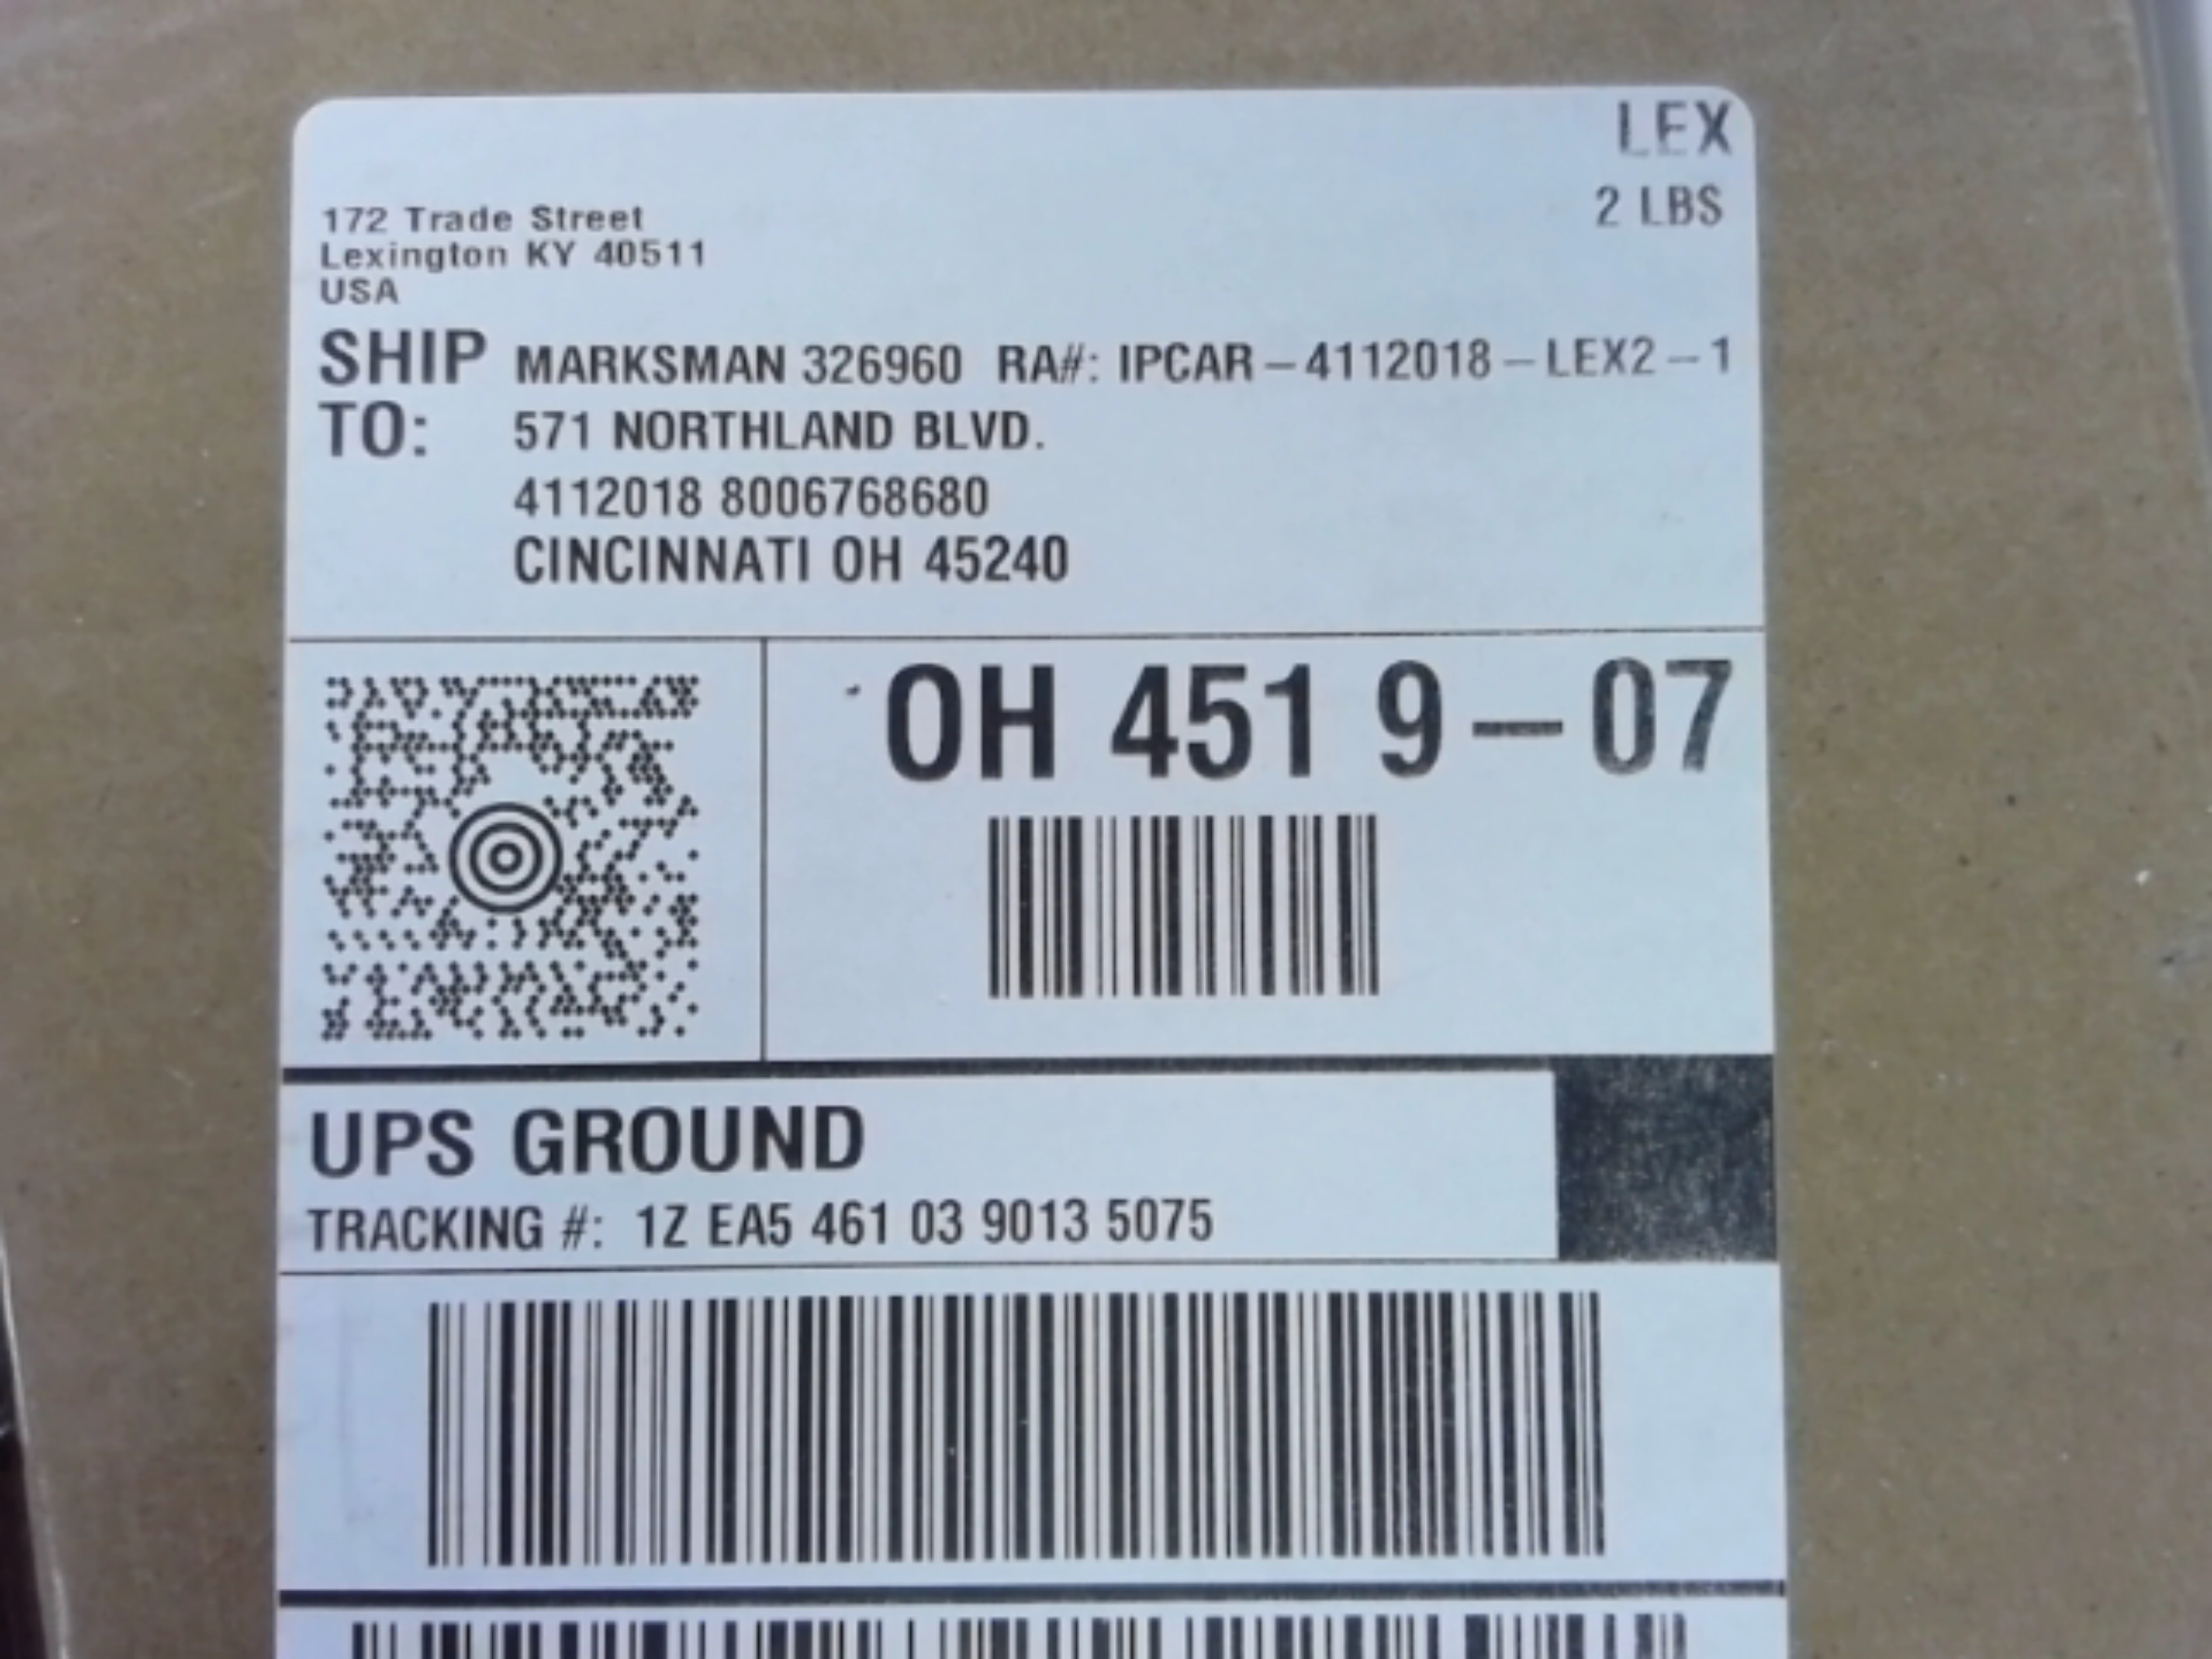 LEX
2 LBS
172 Trade Street
Lexington KY 40511
USA
SHIP TO: MARKSMAN 326960 RA#: IPCAR-4112018-LEX2-1
571 NORTHLAND BLVD.
4112018 8006768680
CINCINNATI OH 45240
OH 451 9-07
UPS GROUND
TRACKING #: 1Z EA5 461 03 9013 5075